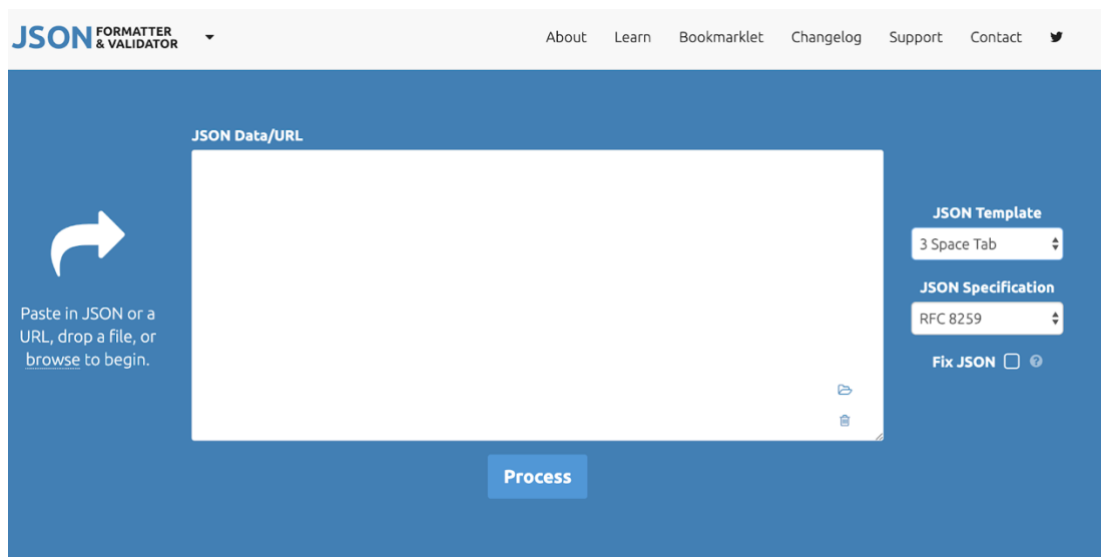 JSON FORMATTER
& VALIDATOR
About Learn Bookmarklet Changelog Support Contact
JSON Data/URL
Paste in JSON or a
URL, drop a file, or
browse to begin.
JSON Template
3 Space Tab
JSON Specification
RFC 8259
Fix JSON ?
Process